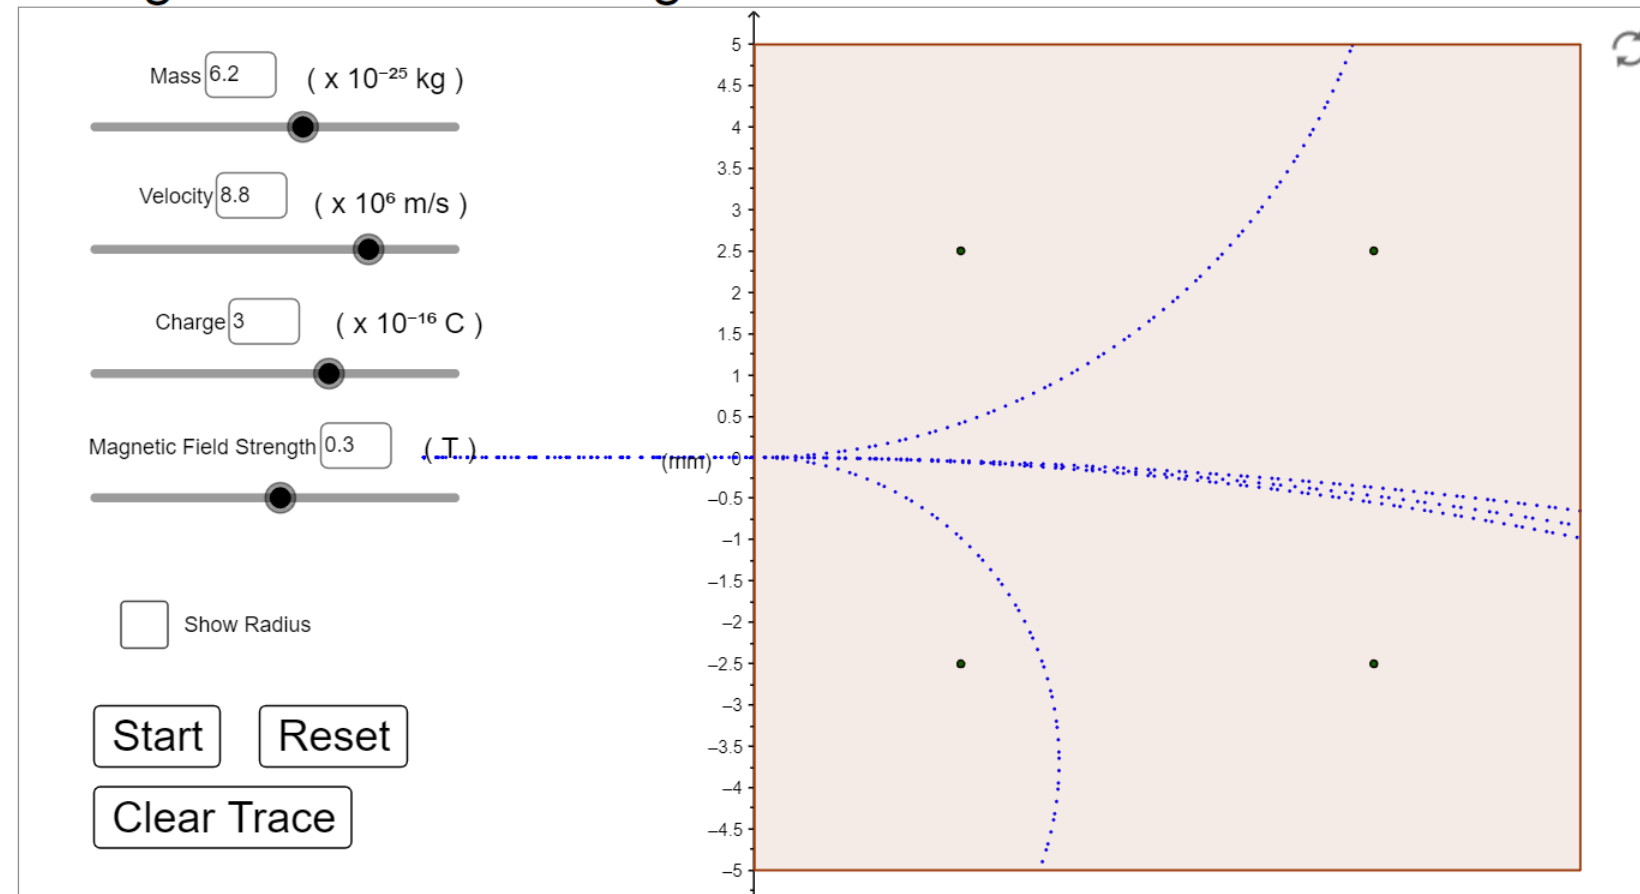 Mass 6.2 ( x 10⁻²⁵ kg )
Velocity 8.8 ( x 10⁶ m/s )
Charge 3 ( x 10⁻¹⁶ C )
Magnetic Field Strength 0.3 ( T )
Show Radius
Start Reset
Clear Trace
(mm)
5
4.5
4
3.5
3
2.5
2
1.5
1
0.5
0
–0.5
–1
–1.5
–2
–2.5
–3
–3.5
–4
–4.5
–5